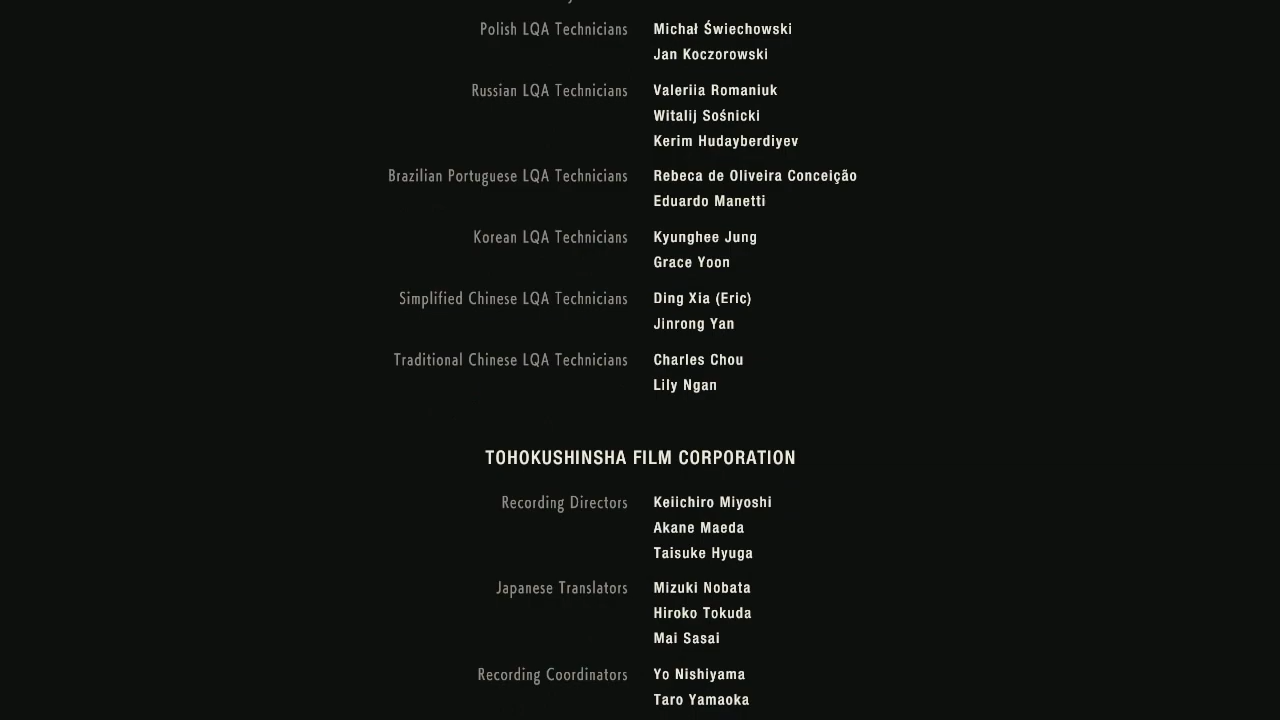 Polish LQA Technicians Michał Świechowski
Jan Koczorowski
Russian LQA Technicians Valeriia Romaniuk
Witalij Sośnicki
Kerim Hudayberdiyev
Brazilian Portuguese LQA Technicians Rebeca de Oliveira Conceição
Eduardo Manetti
Korean LQA Technicians Kyunghee Jung
Grace Yoon
Simplified Chinese LQA Technicians Ding Xia (Eric)
Jinrong Yan
Traditional Chinese LQA Technicians Charles Chou
Lily Ngan
TOHOKUSHINSHA FILM CORPORATION
Recording Directors Keiichiro Miyoshi
Akane Maeda
Taisuke Hyuga
Japanese Translators Mizuki Nobata
Hiroko Tokuda
Mai Sasai
Recording Coordinators Yo Nishiyama
Taro Yamaoka